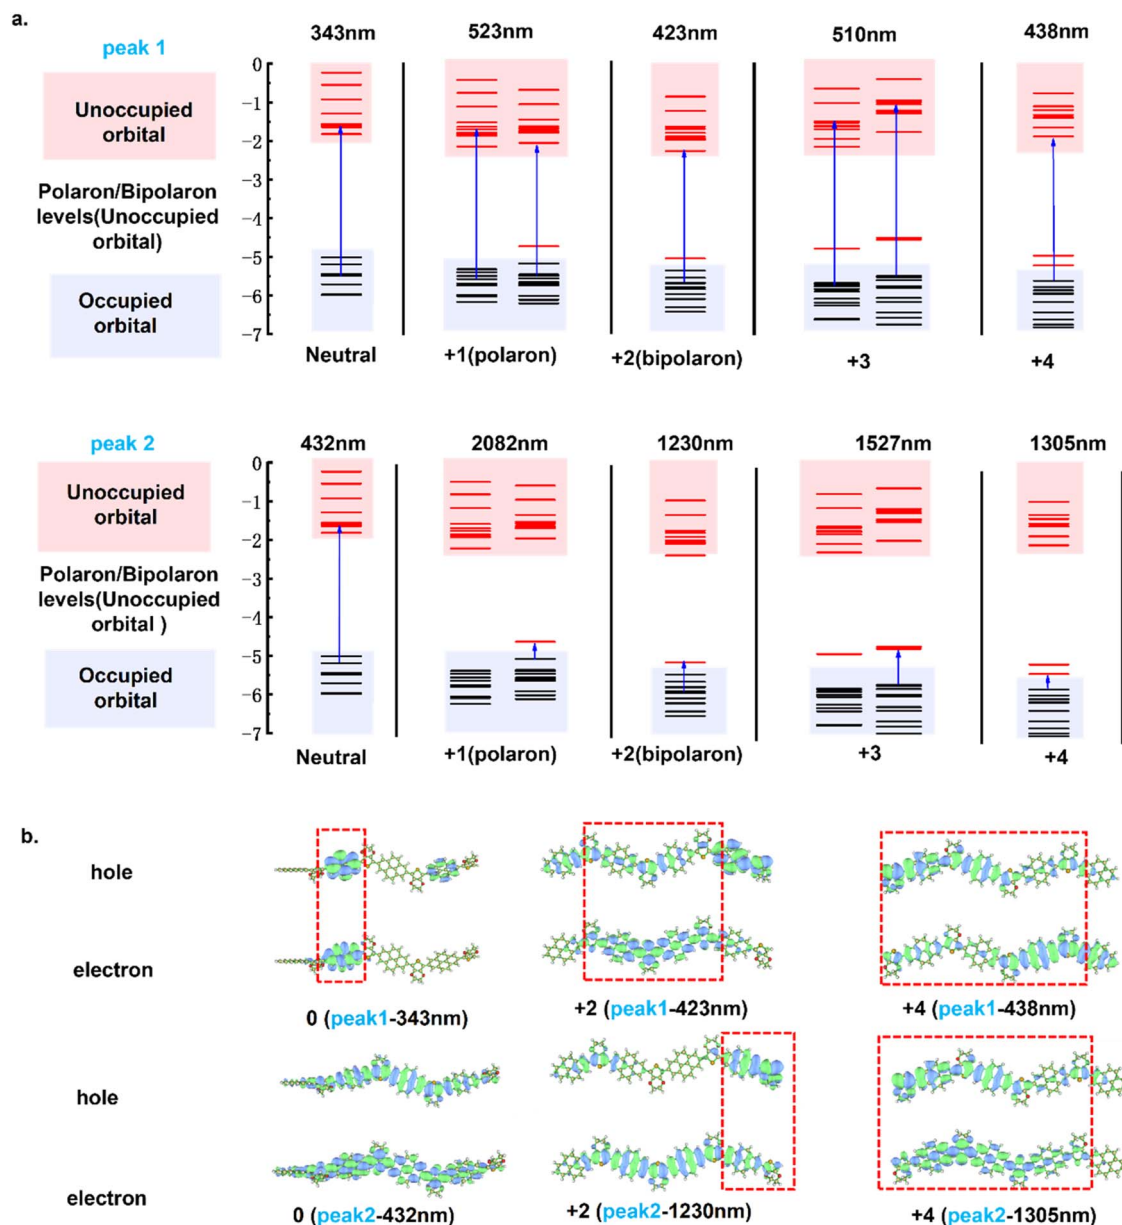 a.
peak 1
343nm 523nm 423nm 510nm 438nm
Unoccupied
orbital
Polaron/Bipolaron
levels(Unoccupied
orbital)
Occupied
orbital
0
−1
−2
−3
−4
−5
−6
−7
Neutral +1(polaron) +2(bipolaron) +3 +4
peak 2
432nm 2082nm 1230nm 1527nm 1305nm
Unoccupied
orbital
Polaron/Bipolaron
levels(Unoccupied
orbital )
Occupied
orbital
0
−1
−2
−3
−4
−5
−6
−7
Neutral +1(polaron) +2(bipolaron) +3 +4
b.
hole
electron
0 (peak1-343nm) +2 (peak1-423nm) +4 (peak1-438nm)
hole
electron
0 (peak2-432nm) +2 (peak2-1230nm) +4 (peak2-1305nm)